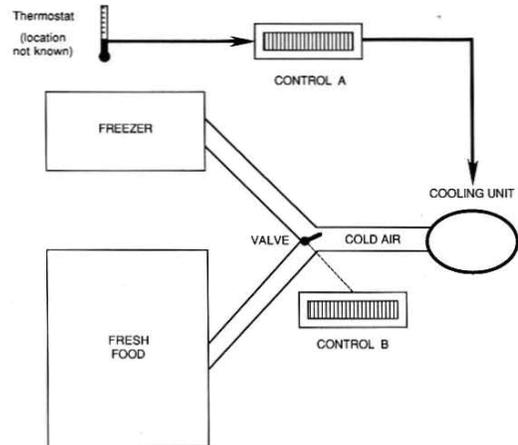 Thermostat
(location
not known)
CONTROL A
FREEZER
COOLING UNIT
VALVE
COLD AIR
FRESH
FOOD
CONTROL B